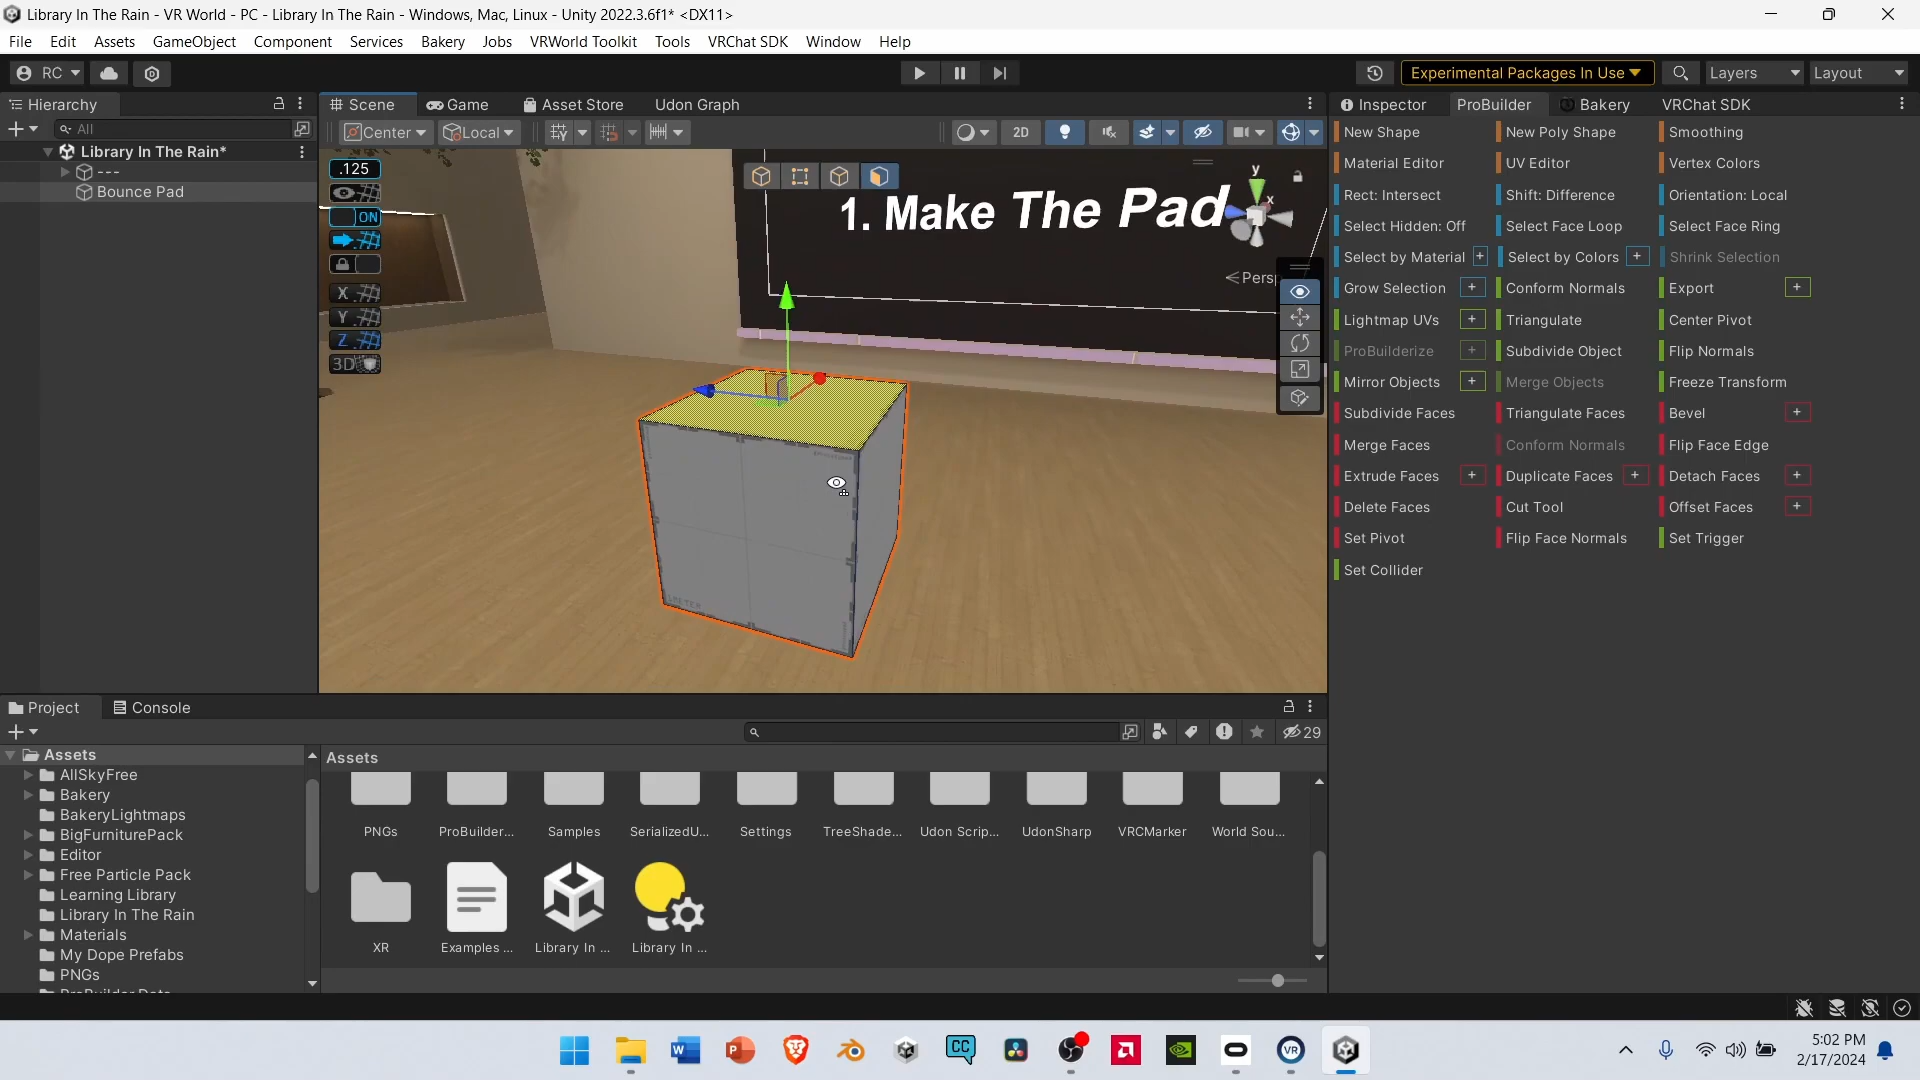 Library In The Rain - VR World - PC - Library In The Rain - Windows, Mac, Linux - Unity 2022.3.6f1* <DX11>
File Edit Assets GameObject Component Services Bakery Jobs VRWorld Toolkit Tools VRChat SDK Window Help
RC Experimental Packages In Use Layers Layout
Hierarchy Scene Game Asset Store Udon Graph Inspector ProBuilder Bakery VRChat SDK
All Center Local 2D
Library In The Rain*
---
Bounce Pad
.125
ON
X
Y
Z
3D
1. Make The Pad
y
x
<Persp
New Shape New Poly Shape Smoothing
Material Editor UV Editor Vertex Colors
Rect: Intersect Shift: Difference Orientation: Local
Select Hidden: Off Select Face Loop Select Face Ring
Select by Material + Select by Colors + Shrink Selection
Grow Selection + Conform Normals Export +
Lightmap UVs + Triangulate Center Pivot
ProBuilderize + Subdivide Object Flip Normals
Mirror Objects + Merge Objects Freeze Transform
Subdivide Faces Triangulate Faces Bevel +
Merge Faces Conform Normals Flip Face Edge
Extrude Faces + Duplicate Faces + Detach Faces +
Delete Faces Cut Tool Offset Faces +
Set Pivot Flip Face Normals Set Trigger
Set Collider
Project Console
29
Assets
AllSkyFree
Bakery
BakeryLightmaps
BigFurniturePack
Editor
Free Particle Pack
Learning Library
Library In The Rain
Materials
My Dope Prefabs
PNGs
Assets
PNGs ProBuilder... Samples SerializedU... Settings TreeShade... Udon Scrip... UdonSharp VRCMarker World Sou...
XR Examples ... Library In ... Library In ...
W P CC VR
5:02 PM
2/17/2024